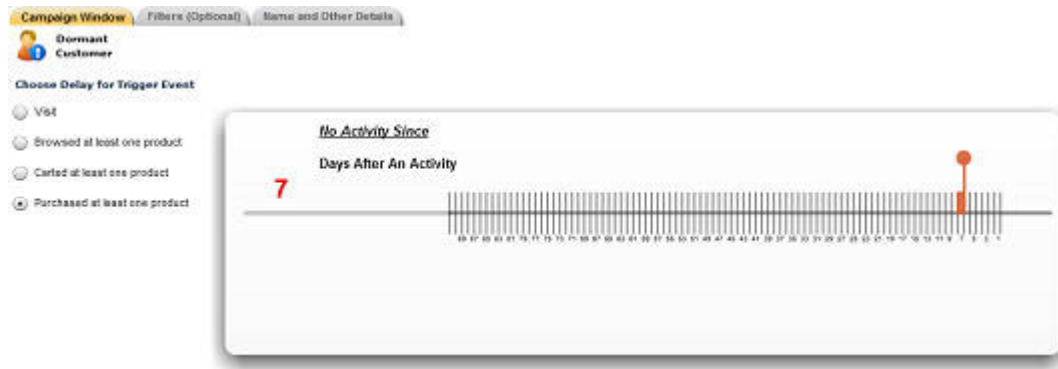 Campaign Window
Filters (Optional)
Name and Other Details
Dormant
Customer
Choose Delay for Trigger Event
Visit
Browsed at least one product
Carted at least one product
Purchased at least one product
No Activity Since
Days After An Activity
7